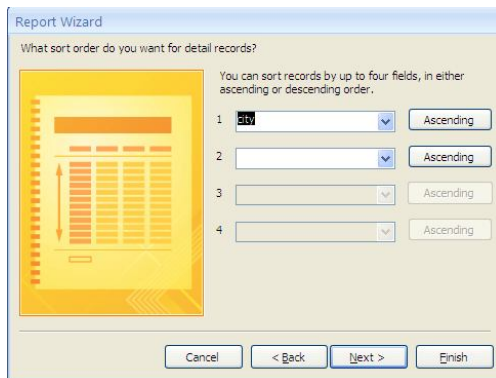 Report Wizard
What sort order do you want for detail records?
You can sort records by up to four fields, in either
ascending or descending order.
1 city Ascending
2 Ascending
3 Ascending
4 Ascending
Cancel < Back Next > Finish